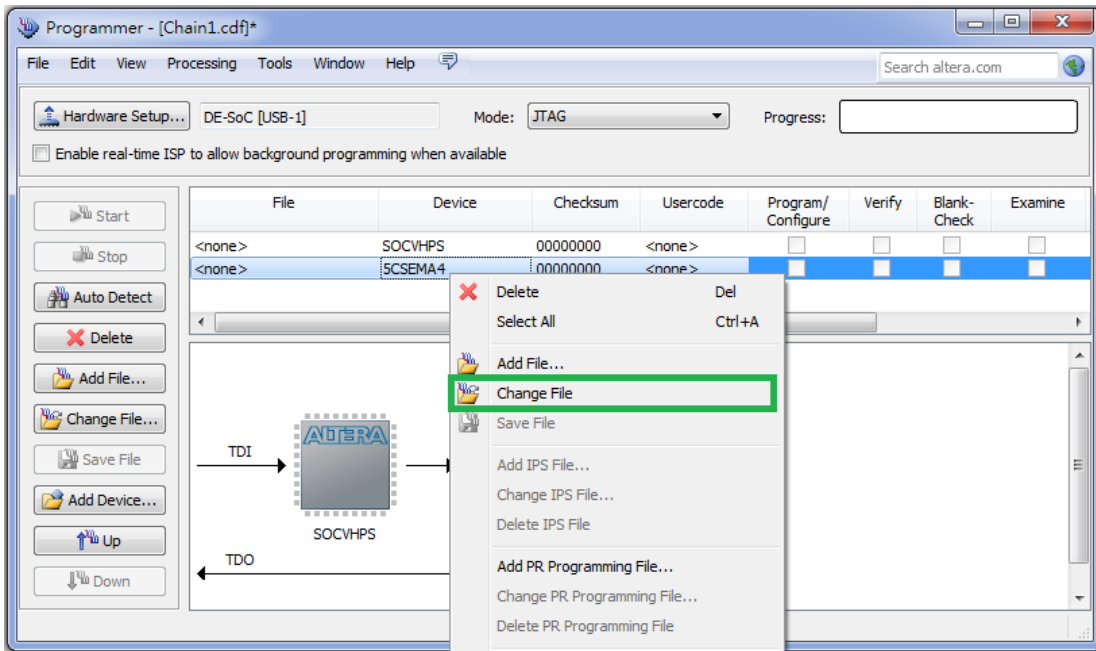 Programmer - [Chain1.cdf]*
File Edit View Processing Tools Window Help
Search altera.com
Hardware Setup... DE-SoC [USB-1] Mode: JTAG Progress:
Enable real-time ISP to allow background programming when available
File Device Checksum Usercode Program/ Configure Verify Blank- Check Examine
<none> SOCVHPS 00000000 <none>
<none> 5CSEMA4 00000000 <none>
Start
Stop
Auto Detect
Delete
Add File...
Change File...
Save File
Add Device...
Up
Down
Delete Del
Select All Ctrl+A
Add File...
Change File
Save File
Add IPS File...
Change IPS File...
Delete IPS File
Add PR Programming File...
Change PR Programming File...
Delete PR Programming File
TDI
ALTERA
SOCVHPS
TDO